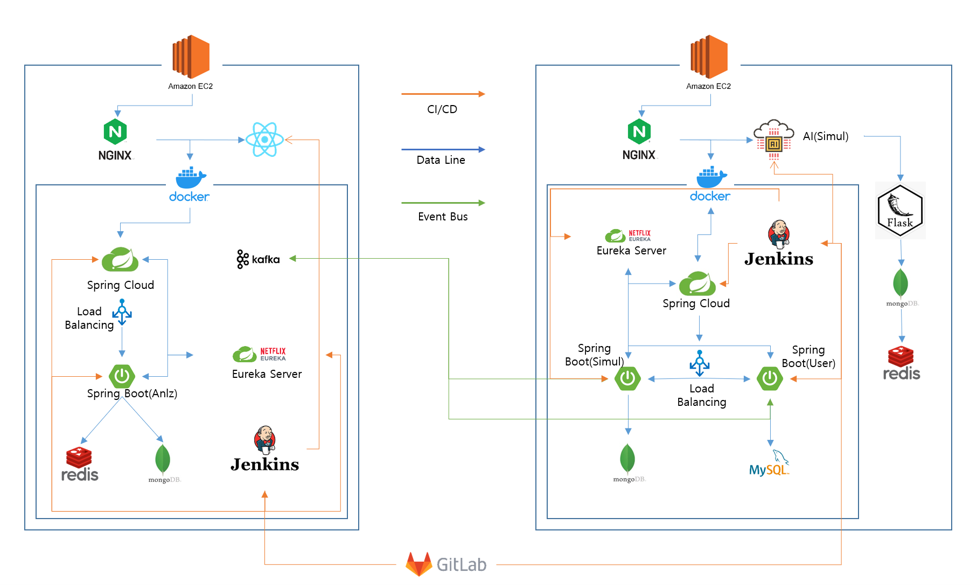 Amazon EC2
N
NGINX
docker
Spring Cloud
Load
Balancing
Spring Boot(Anlz)
redis
mongoDB.
kafka
NETFLIX
EUREKA
Eureka Server
Jenkins
CI/CD
Data Line
Event Bus
GitLab
Amazon EC2
N
NGINX
AI
AI(Simul)
docker
Flask
mongoDB.
redis
NETFLIX
EUREKA
Eureka Server
Jenkins
Spring Cloud
Spring
Boot(Simul)
Load
Balancing
Spring
Boot(User)
mongoDB.
MySQL